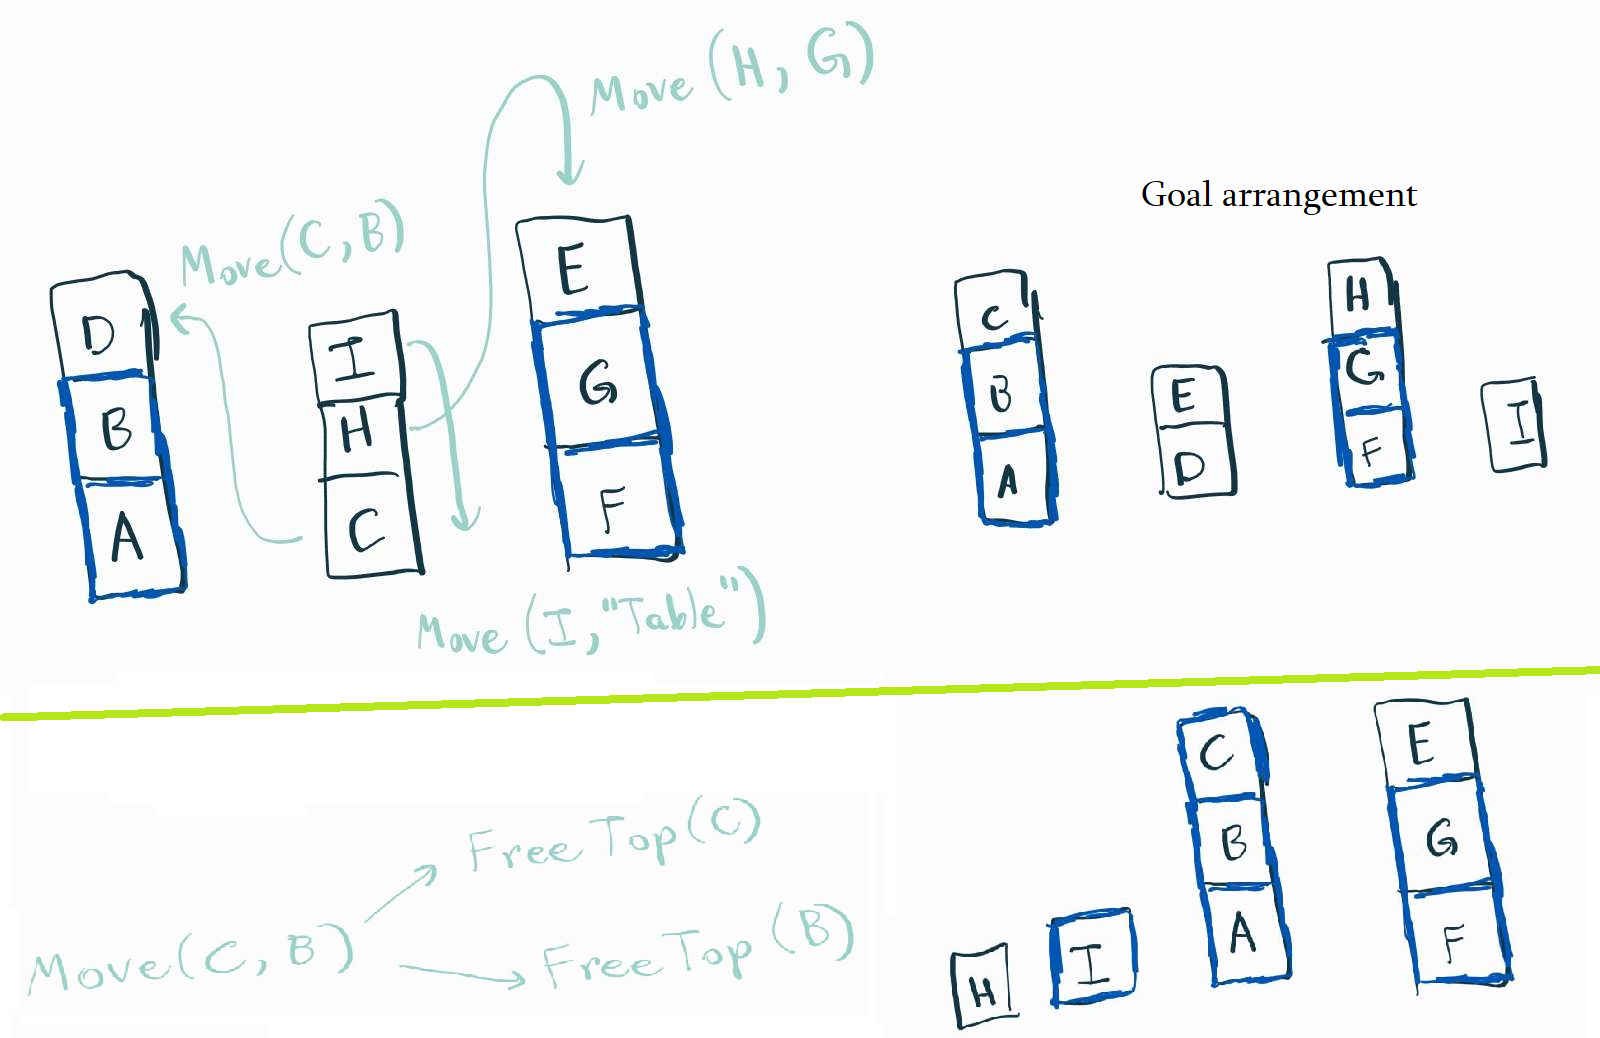 Move (H, G)
Goal arrangement
Move(C, B)
D
B
A
I
H
C
E
G
F
C
B
A
E
D
H
G
F
I
Move (I, "Table")
Free Top(C)
Move(C, B)
Free Top (B)
H
I
C
B
A
E
G
F